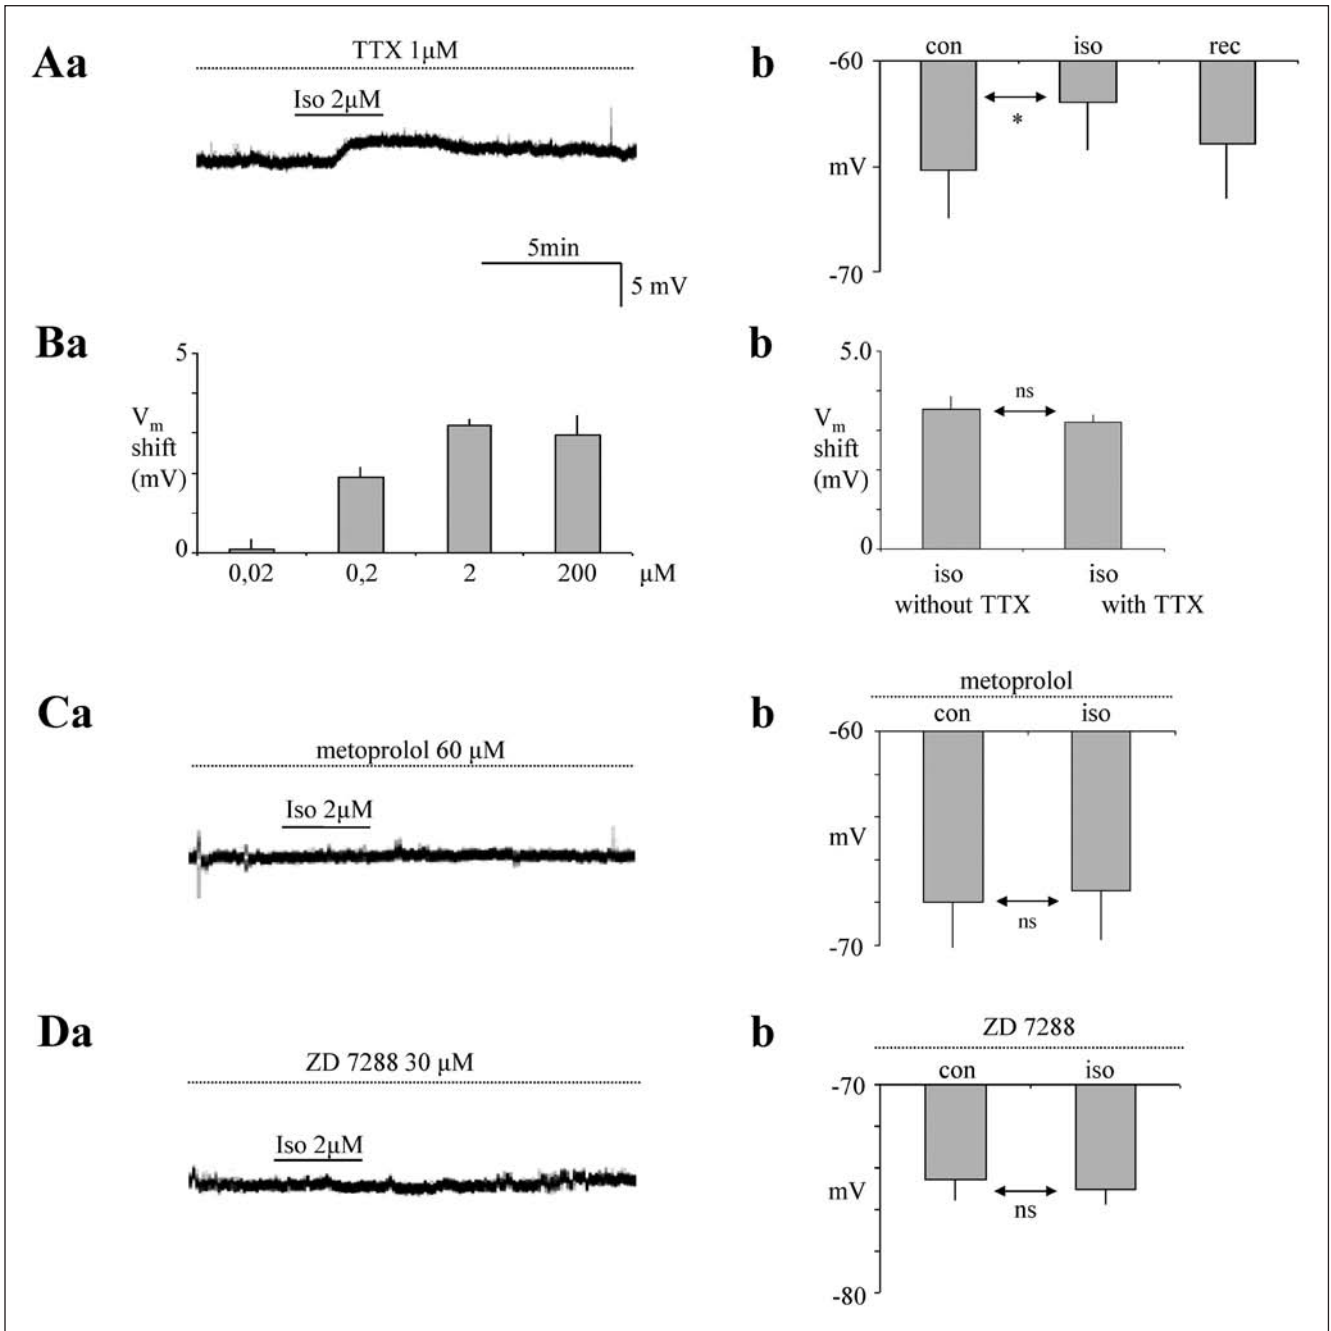 Aa
TTX 1μM
Iso 2μM
5min
5 mV
b
con iso rec
-60
*
mV
-70
Ba
5
Vm
shift
(mV)
0
0,02 0,2 2 200 μM
b
5.0
ns
Vm
shift
(mV)
0
iso iso
without TTX with TTX
Ca
metoprolol 60 μM
Iso 2μM
b
metoprolol
con iso
-60
mV
ns
-70
Da
ZD 7288 30 μM
Iso 2μM
b
ZD 7288
con iso
-70
mV
ns
-80